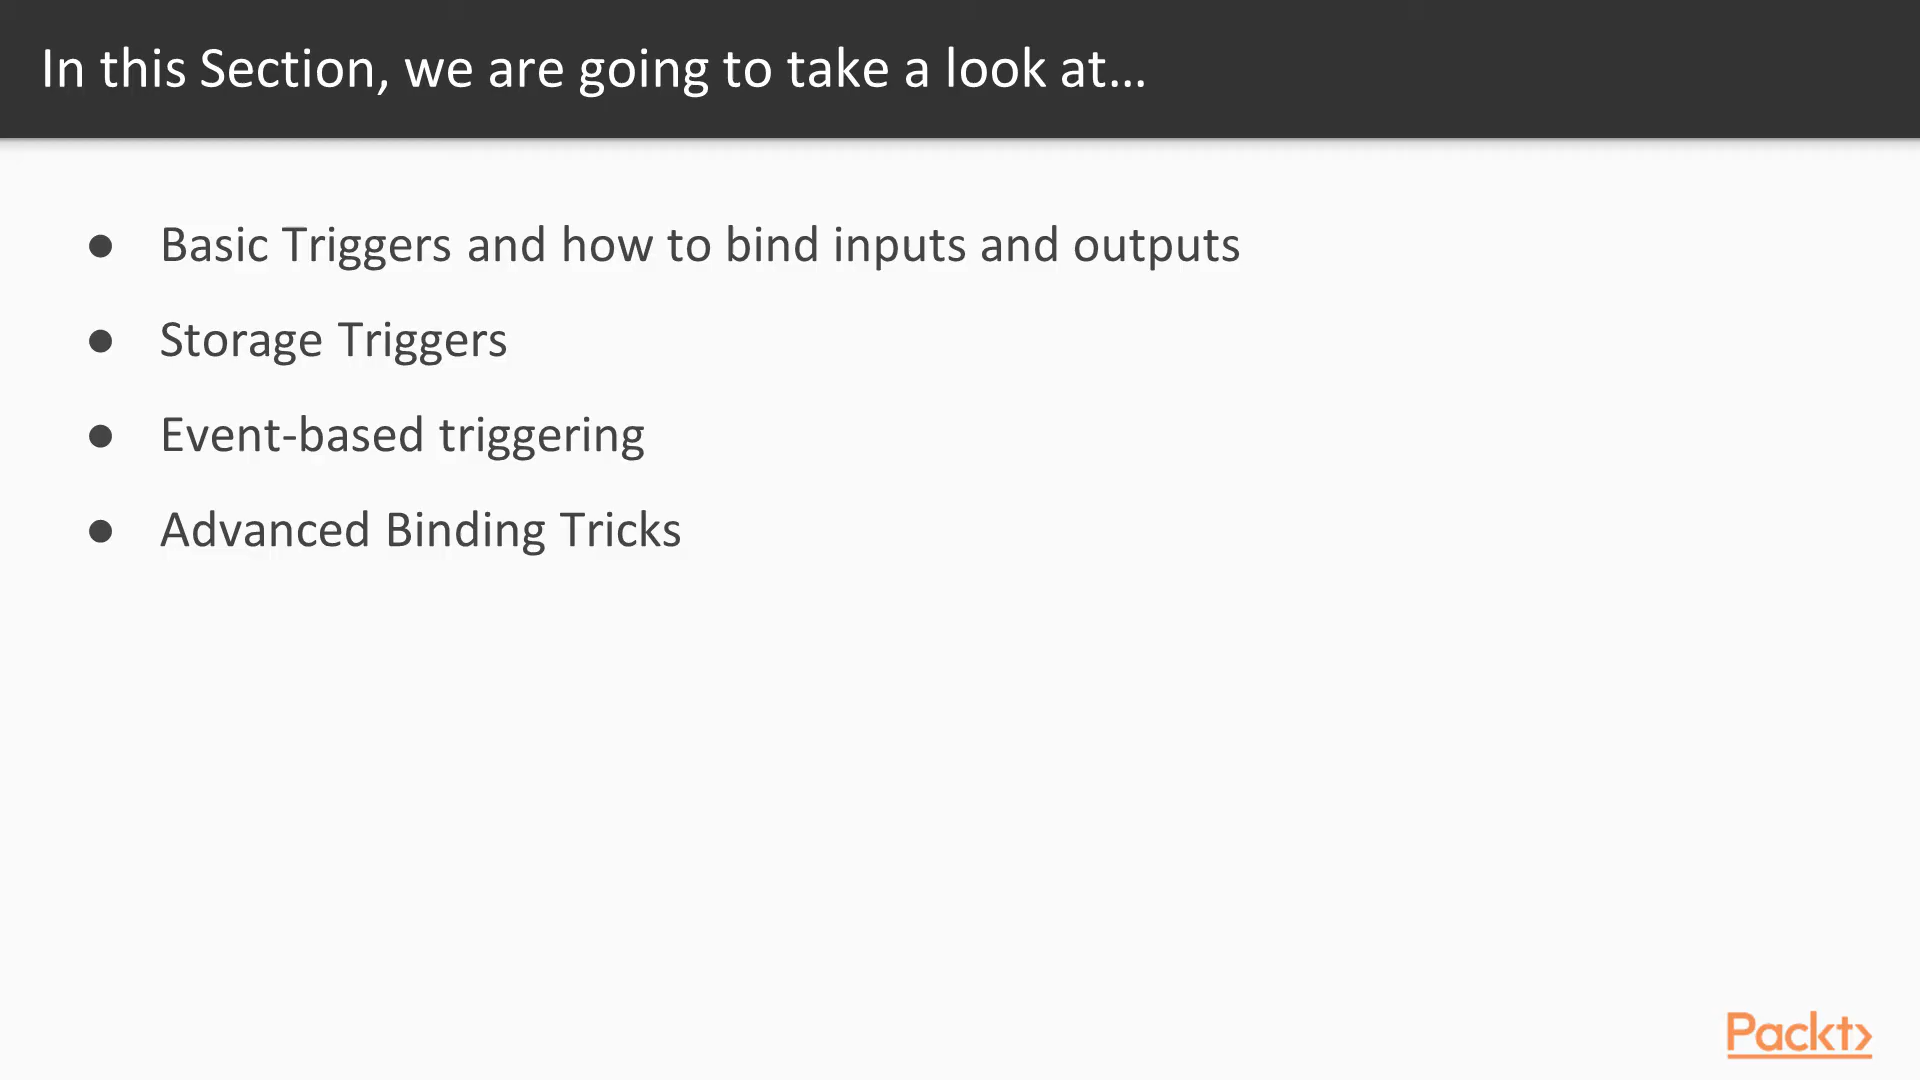 In this Section, we are going to take a look at...
● Basic Triggers and how to bind inputs and outputs
● Storage Triggers
● Event-based triggering
● Advanced Binding Tricks
Packt>